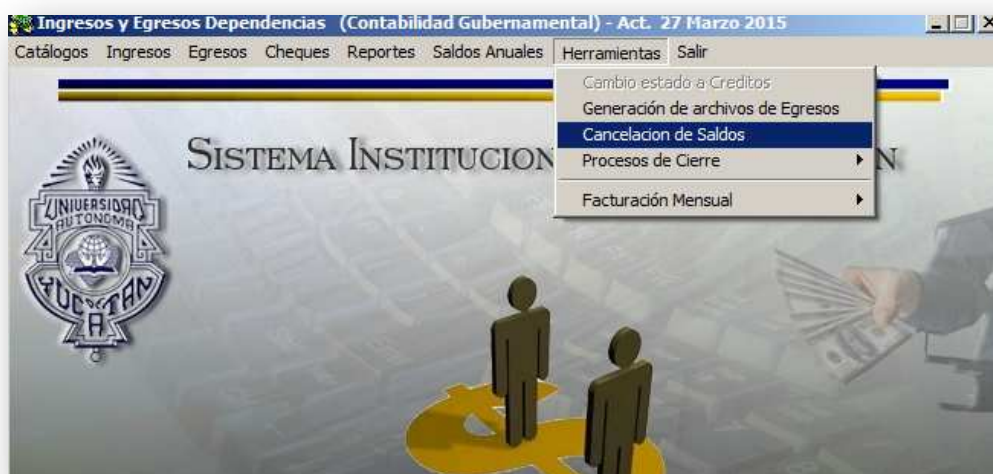 Ingresos y Egresos Dependencias (Contabilidad Gubernamental) - Act. 27 Marzo 2015
Catálogos Ingresos Egresos Cheques Reportes Saldos Anuales Herramientas Salir
Cambio estado a Creditos
Generación de archivos de Egresos
Cancelacion de Saldos
Procesos de Cierre
Facturación Mensual
SISTEMA INSTITUCION N
UNIVERSIDAD
AUTONOMA
YUCATAN